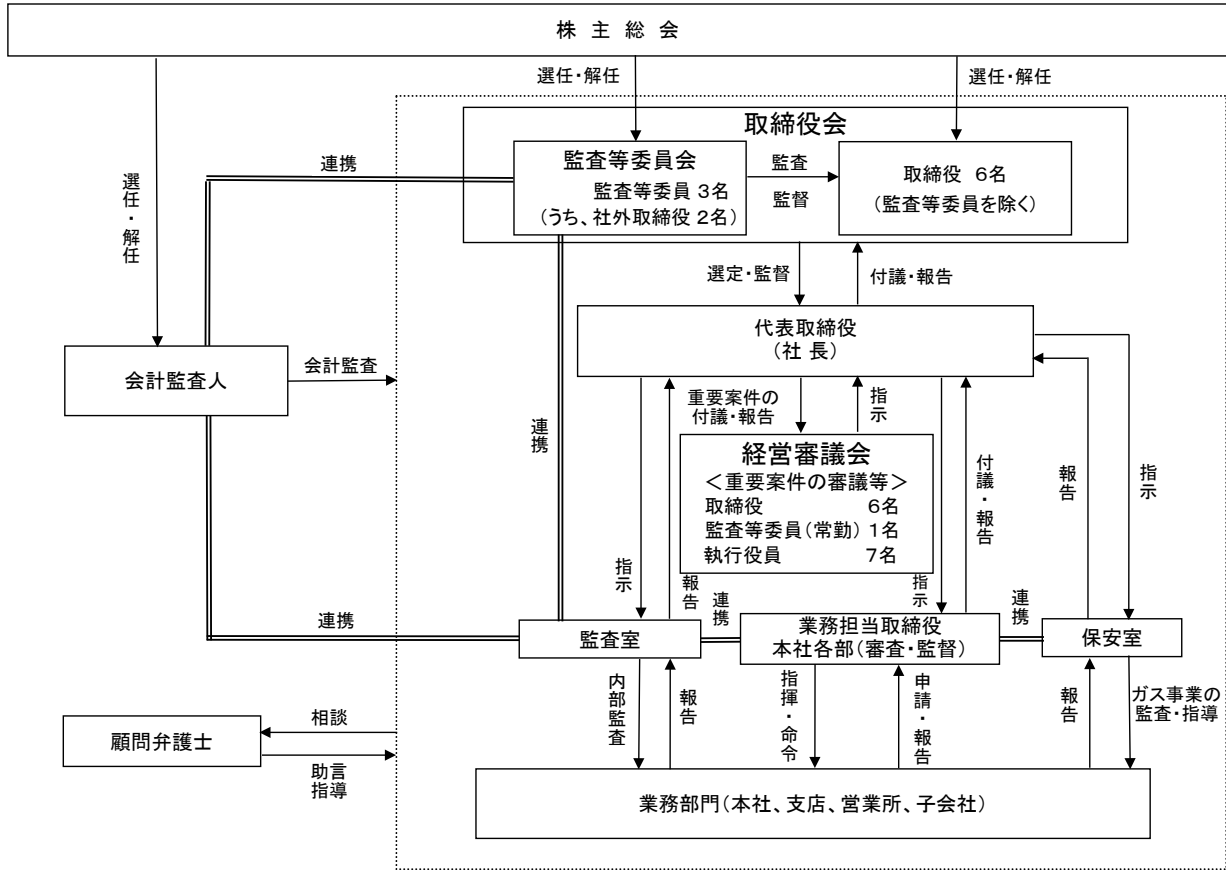 株 主 総 会
選任・解任
選任・解任
選任・解任
取締役会
監査等委員会
監査等委員 3名
(うち、社外取締役 2名)
監査
監督
取締役 6名
(監査等委員を除く)
連携
選定・監督
付議・報告
代表取締役
(社 長)
会計監査人
会計監査
連携
重要案件の
付議・報告
指示
経営審議会
<重要案件の審議等>
取締役 6名
監査等委員(常勤) 1名
執行役員 7名
指示
報告
指示
付議・報告
報告
指示
連携
監査室
連携
業務担当取締役
本社各部(審査・監督)
連携
保安室
内部監査
報告
指揮・命令
申請・報告
報告
ガス事業の
監査・指導
顧問弁護士
相談
助言
指導
業務部門(本社、支店、営業所、子会社)